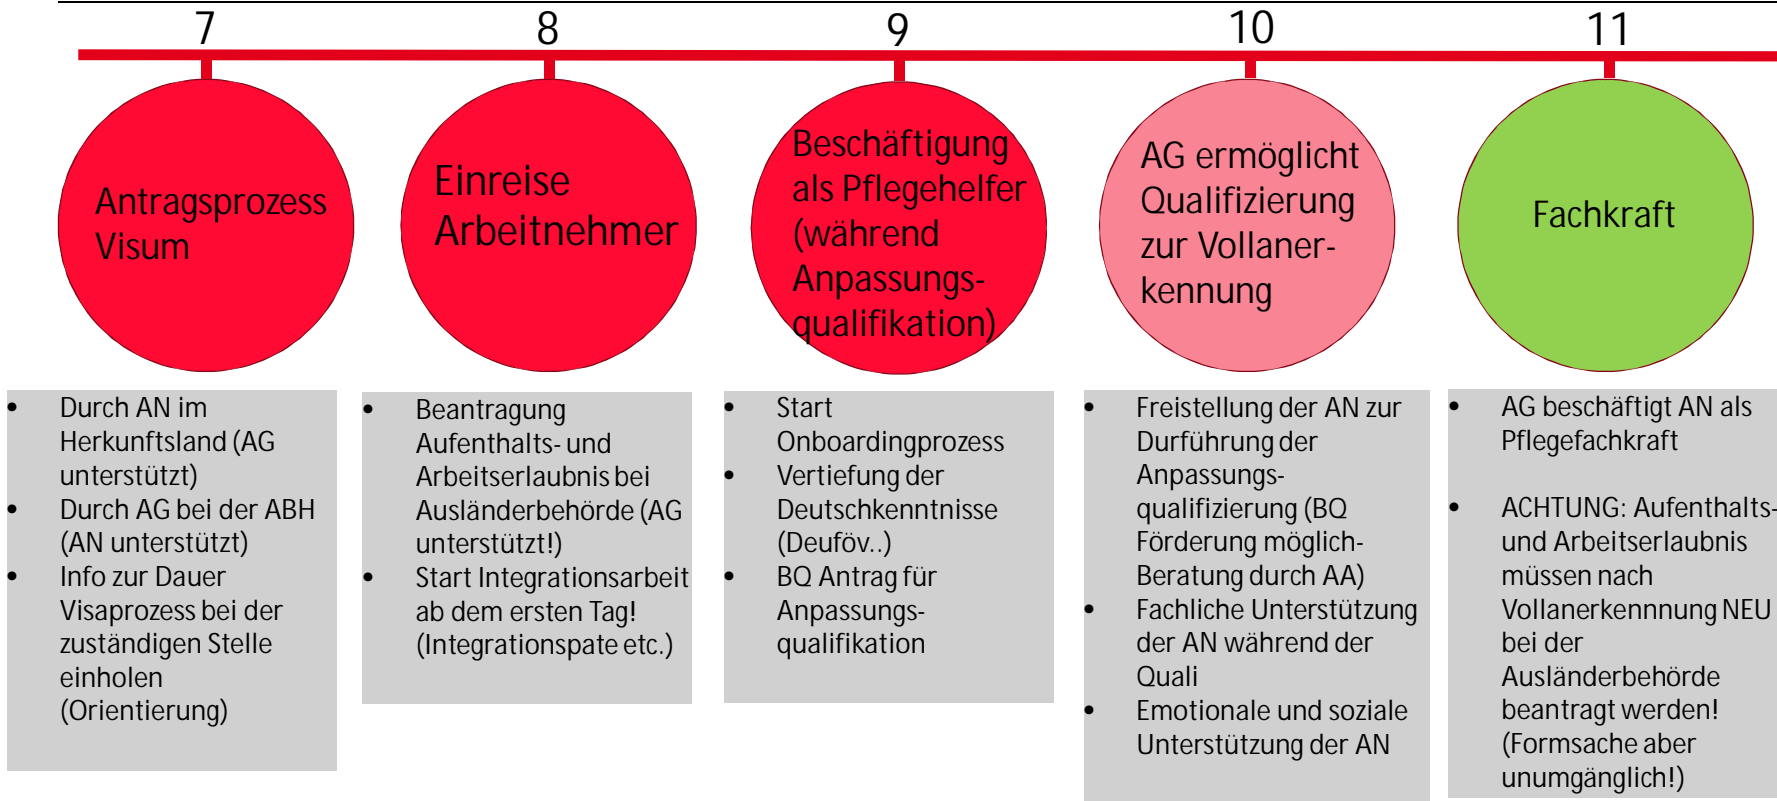 7
8
9
10
11
Antragsprozess
Visum
Einreise
Arbeitnehmer
Beschäftigung
als Pflegehelfer
(während
Anpassungs-
qualifikation)
AG ermöglicht
Qualifizierung
zur Vollaner-
kennung
Fachkraft
• Durch AN im
Herkunftsland (AG
unterstützt)
• Durch AG bei der ABH
(AN unterstützt)
• Info zur Dauer
Visaprozess bei der
zuständigen Stelle
einholen
(Orientierung)
• Beantragung
Aufenthalts- und
Arbeitserlaubnis bei
Ausländerbehörde (AG
unterstützt!)
• Start Integrationsarbeit
ab dem ersten Tag!
(Integrationspate etc.)
• Start
Onboardingprozess
• Vertiefung der
Deutschkenntnisse
(Deuföv..)
• BQ Antrag für
Anpassungs-
qualifikation
• Freistellung der AN zur
Durführung der
Anpassungs-
qualifizierung (BQ
Förderung möglich-
Beratung durch AA)
• Fachliche Unterstützung
der AN während der
Quali
• Emotionale und soziale
Unterstützung der AN
• AG beschäftigt AN als
Pflegefachkraft
• ACHTUNG: Aufenthalts-
und Arbeitserlaubnis
müssen nach
Vollanerkennnung NEU
bei der
Ausländerbehörde
beantragt werden!
(Formsache aber
unumgänglich!)